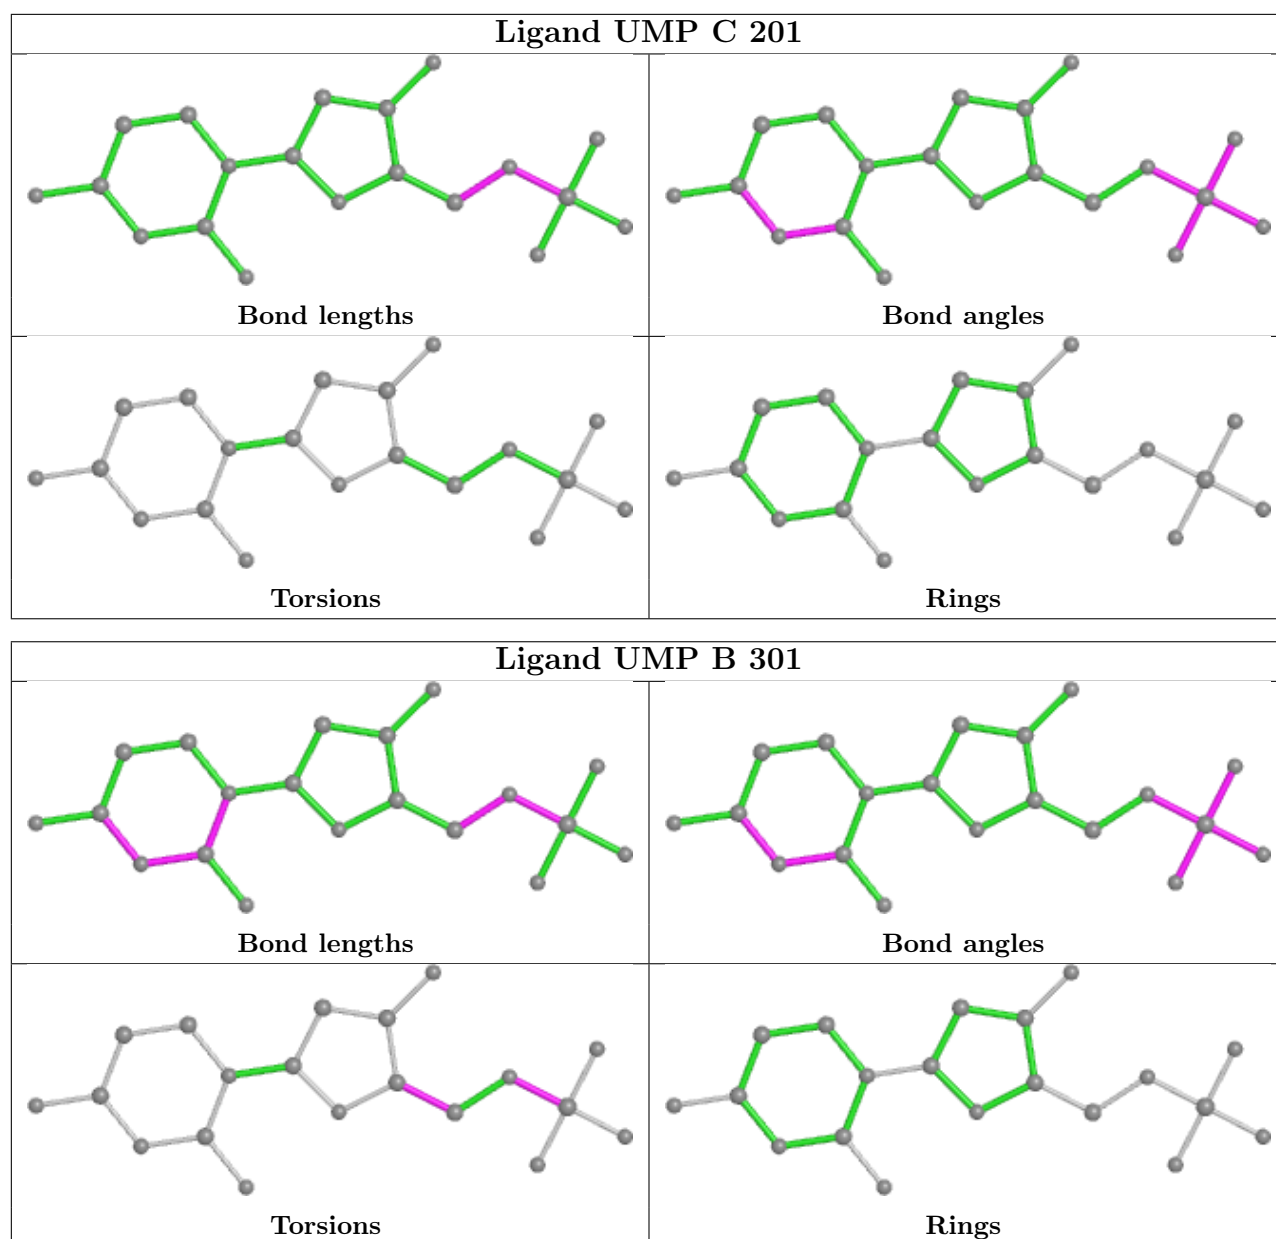 Ligand UMP C 201
Bond lengths
Bond angles
Torsions
Rings
Ligand UMP B 301
Bond lengths
Bond angles
Torsions
Rings